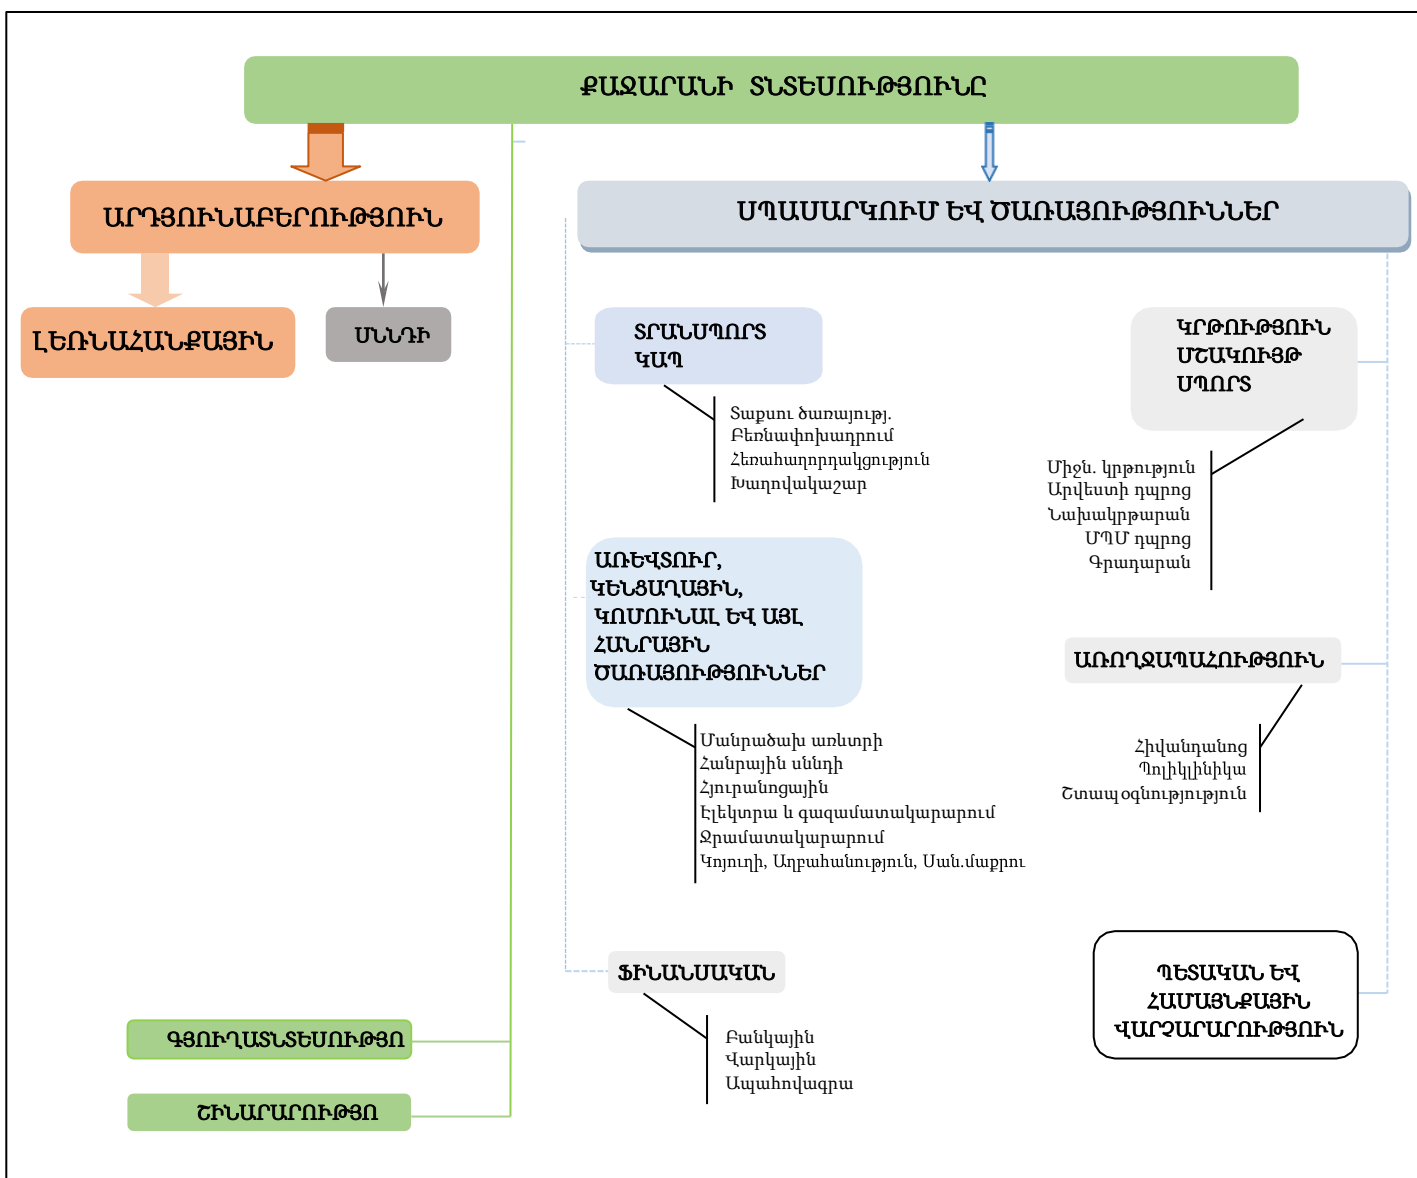 ՔԱՋԱՐԱՆԻ ՏՆՏԵՍՈՒԹՅՈՒՆԸ
ԱՐԴՅՈՒՆԱԲԵՐՈՒԹՅՈՒՆ
ԼԵՌՆԱՀԱՆՔԱՅԻՆ
ՍՆՆԴԻ
ՍՊԱՍԱՐԿՈՒՄ ԵՎ ԾԱՌԱՅՈՒԹՅՈՒՆՆԵՐ
ՏՐԱՆՍՊՈՐՏ
ԿԱՊ
Տաքսու ծառայությ.
Բեռնափոխադրում
Հեռահաղորդակցություն
Խաղովակաշար
ԱՌԵՎՏՈՒՐ,
ԿԵՆՑԱՂԱՅԻՆ,
ԿՈՄՈՒՆԱԼ ԵՎ ԱՅԼ
ՀԱՆՐԱՅԻՆ
ԾԱՌԱՅՈՒԹՅՈՒՆՆԵՐ
Մանրածախ առևտրի
Հանրային սննդի
Հյուրանոցային
Էլեկտրա և գազամատակարարում
Ջրամատակարարում
Կոյուղի, Աղբահանություն, Սան.մաքրու
ՖԻՆԱՆՍԱԿԱՆ
Բանկային
Վարկային
Ապահովագրա
ԿՐԹՈՒԹՅՈՒՆ
ՄՇԱԿՈՒՅԹ
ՍՊՈՐՏ
Միջն. կրթություն
Արվեստի դպրոց
Նախակրթարան
ՄՊՄ դպրոց
Գրադարան
ԱՌՈՂՋԱՊԱՀՈՒԹՅՈՒՆ
Հիվանդանոց
Պոլիկլինիկա
Շտապ օգնություն
ՊԵՏԱԿԱՆ ԵՎ
ՀԱՄԱՅՆՔԱՅԻՆ
ՎԱՐՉԱՐԱՐՈՒԹՅՈՒՆ
ԳՅՈՒՂԱՏՆՏԵՍՈՒԹՅՈ
ՇԻՆԱՐԱՐՈՒԹՅՈ